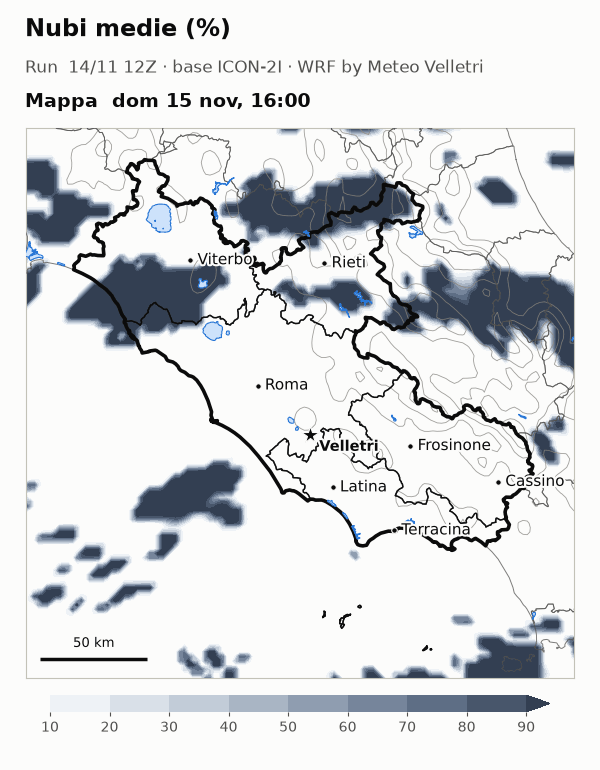 Nubi medie (%)
Run 14/11 12Z · base ICON-2I · WRF by Meteo Velletri
Mappa dom 15 nov, 16:00
Viterbo
Rieti
Roma
Velletri
Frosinone
Latina
Cassino
Terracina
50 km
10 20 30 40 50 60 70 80 90